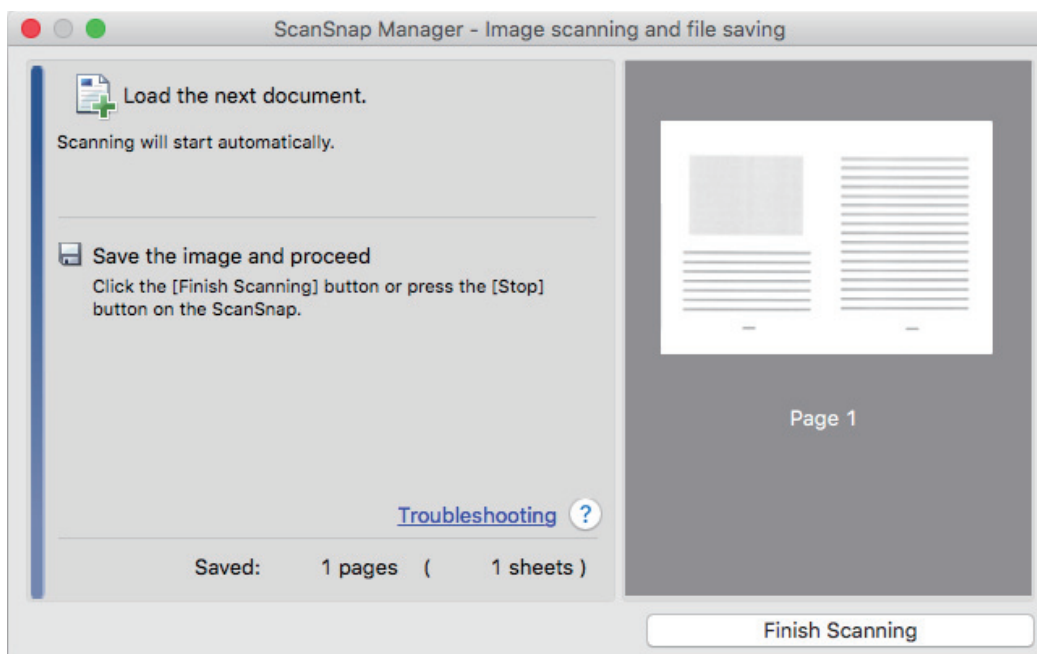 ScanSnap Manager - Image scanning and file saving
Load the next document.
Scanning will start automatically.
Save the image and proceed
Click the [Finish Scanning] button or press the [Stop]
button on the ScanSnap.
Troubleshooting ?
Saved: 1 pages ( 1 sheets )
Page 1
Finish Scanning